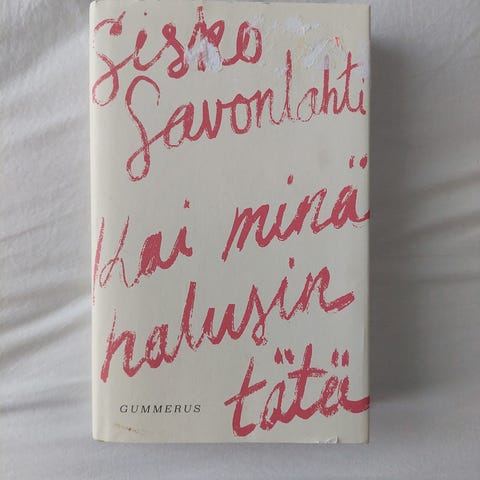 Sisko
Savonlahti
Kai minä
halusin
tätä
GUMMERUS